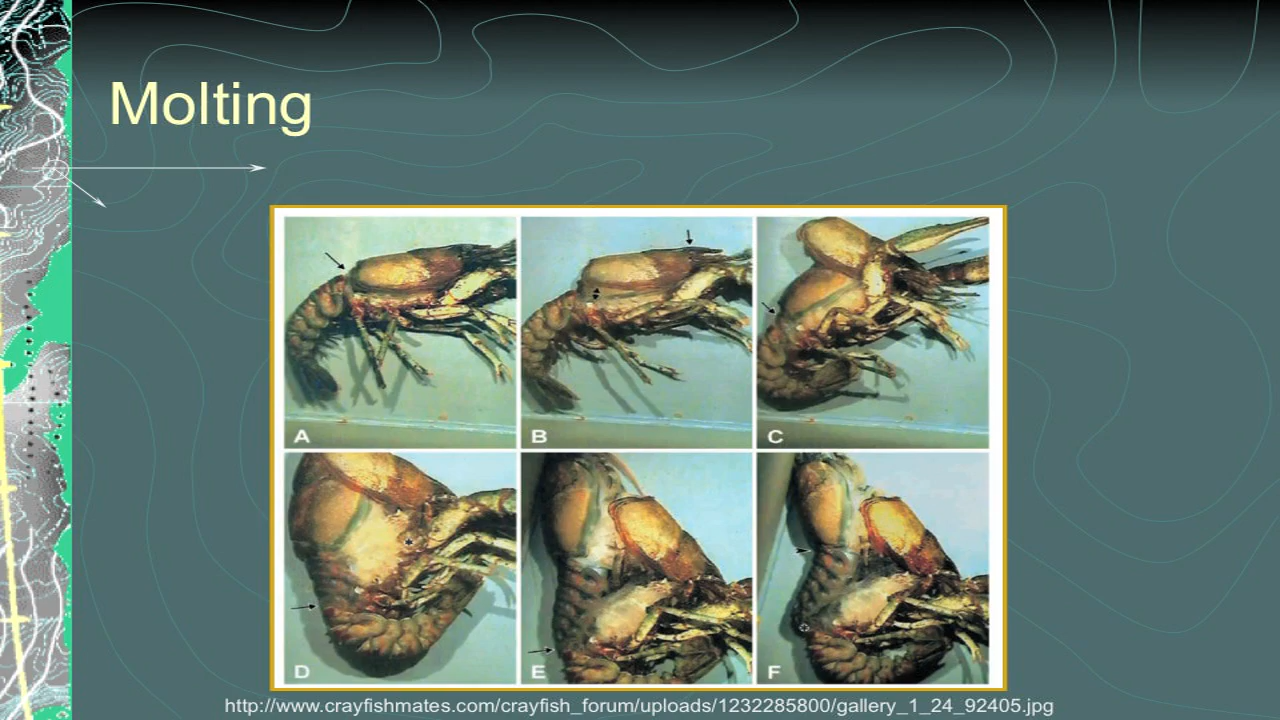 Molting
A
B
C
D
E
F
http://www.crayfishmates.com/crayfish_forum/uploads/1232285800/gallery_1_24_92405.jpg